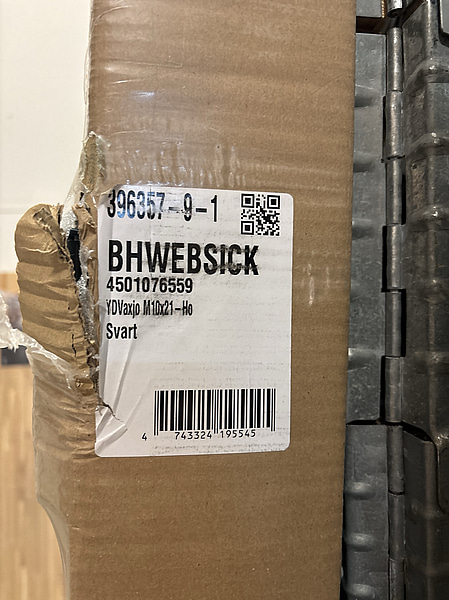 396357-9-1
BHWEBSICK
4501076559
YDVaxjo M10x21-Ho
Svart
4 743324 195545